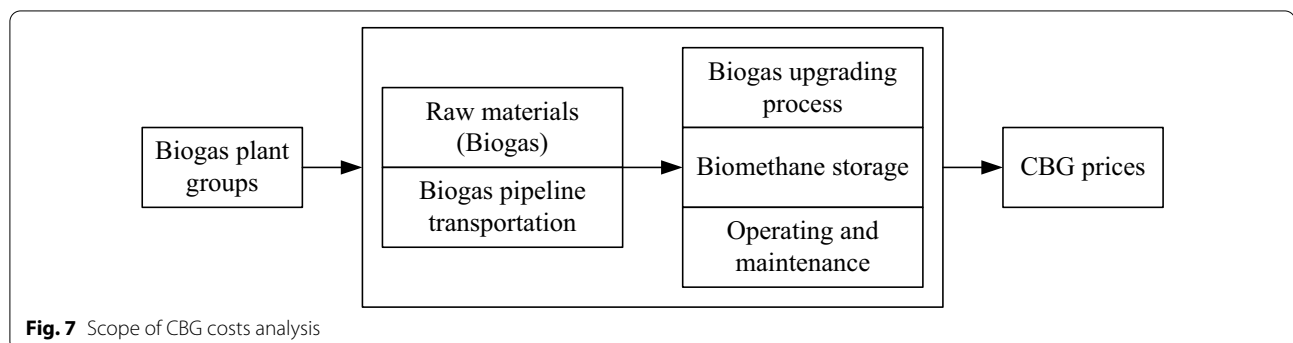 Biogas plant
groups
Raw materials
(Biogas)
Biogas pipeline
transportation
Biogas upgrading
process
Biomethane storage
Operating and
maintenance
CBG prices
Fig. 7 Scope of CBG costs analysis